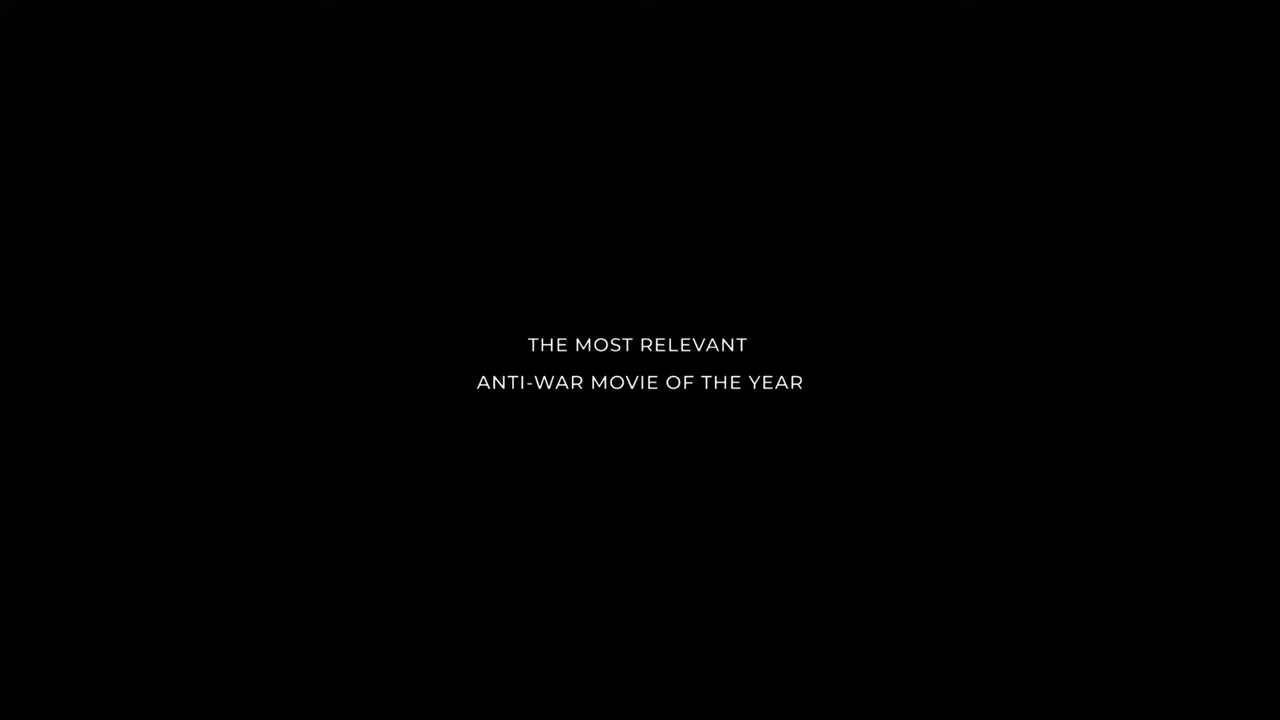 THE MOST RELEVANT
ANTI-WAR MOVIE OF THE YEAR